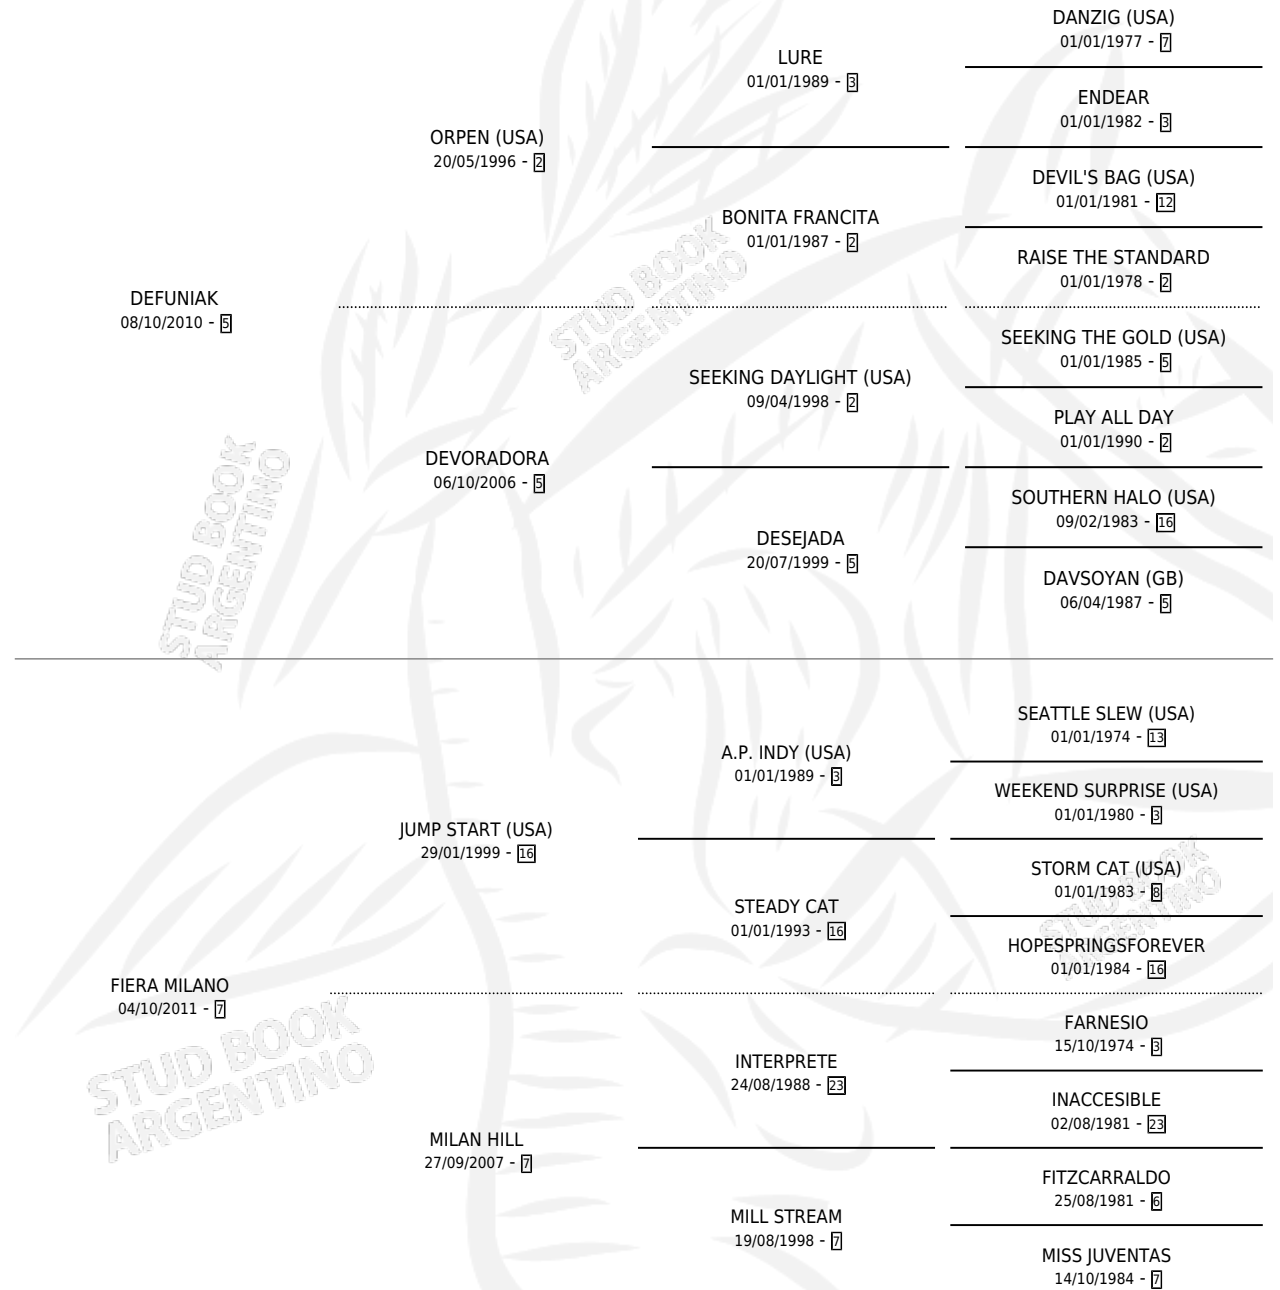 DANZIG (USA)
01/01/1977 - 7
LURE
01/01/1989 - 3
ENDEAR
01/01/1982 - 3
ORPEN (USA)
20/05/1996 - 2
DEVIL'S BAG (USA)
01/01/1981 - 12
BONITA FRANCITA
01/01/1987 - 2
RAISE THE STANDARD
01/01/1978 - 2
DEFUNIAK
08/10/2010 - 5
SEEKING THE GOLD (USA)
01/01/1985 - 5
SEEKING DAYLIGHT (USA)
09/04/1998 - 2
PLAY ALL DAY
01/01/1990 - 2
DEVORADORA
06/10/2006 - 5
SOUTHERN HALO (USA)
09/02/1983 - 16
DESEJADA
20/07/1999 - 5
DAVSOYAN (GB)
06/04/1987 - 5
STUD BOOK
ARGENTINO
STUD BOOK
ARGENTINO
SEATTLE SLEW (USA)
01/01/1974 - 13
A.P. INDY (USA)
01/01/1989 - 3
WEEKEND SURPRISE (USA)
01/01/1980 - 3
JUMP START (USA)
29/01/1999 - 16
STORM CAT (USA)
01/01/1983 - 8
STEADY CAT
01/01/1993 - 16
HOPESPRINGSFOREVER
01/01/1984 - 16
FIERA MILANO
04/10/2011 - 7
FARNESIO
15/10/1974 - 3
INTERPRETE
24/08/1988 - 23
INACCESIBLE
02/08/1981 - 23
MILAN HILL
27/09/2007 - 7
FITZCARRALDO
25/08/1981 - 6
MILL STREAM
19/08/1998 - 7
MISS JUVENTAS
14/10/1984 - 7
STUD BOOK
ARGENTINO
STUD BOOK
ARGENTINO